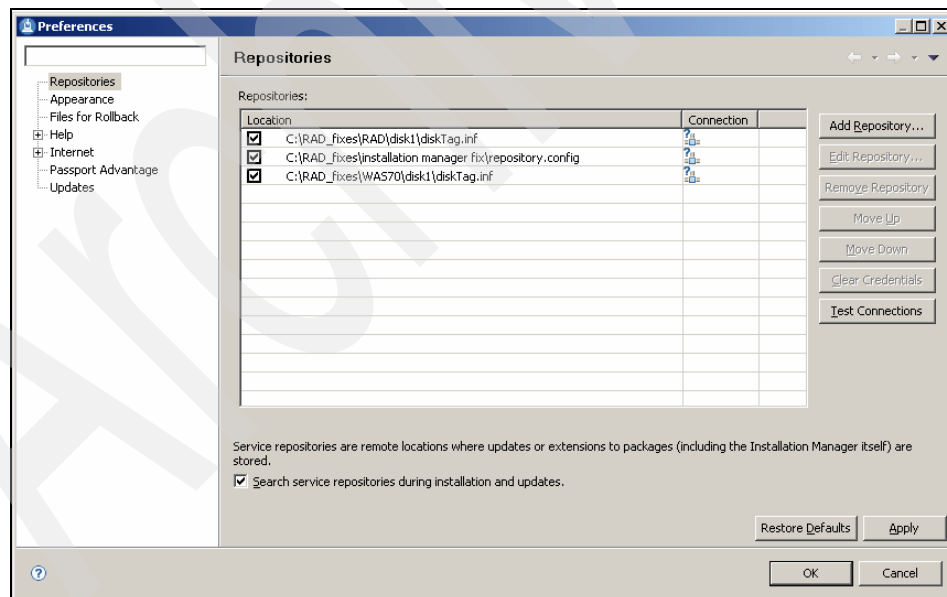 Preferences
Repositories
Appearance
Files for Rollback
Help
Internet
Passport Advantage
Updates
Repositories
Repositories:
Location Connection
C:\RAD_fixes\RAD\disk1\diskTag.inf
C:\RAD_fixes\installation manager fix\repository.config
C:\RAD_fixes\WAS70\disk1\diskTag.inf
Add Repository...
Edit Repository...
Remove Repository
Move Up
Move Down
Clear Credentials
Test Connections
Service repositories are remote locations where updates or extensions to packages (including the Installation Manager itself) are
stored.
Search service repositories during installation and updates.
Restore Defaults Apply
OK Cancel